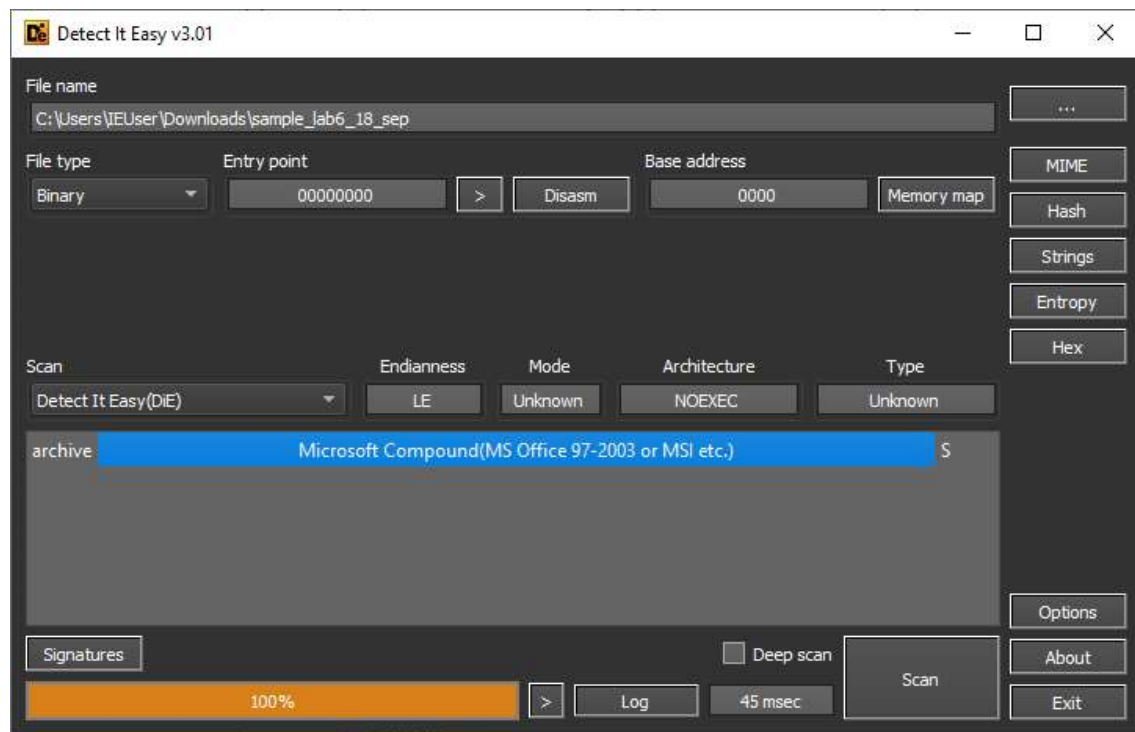 Detect It Easy v3.01
File name
C:\Users\IEUser\Downloads\sample_lab6_18_sep
...
File type Entry point Base address
Binary 00000000 > Disasm 0000 Memory map
MIME
Hash
Strings
Entropy
Hex
Scan Endianness Mode Architecture Type
Detect It Easy(DiE) LE Unknown NOEXEC Unknown
archive Microsoft Compound(MS Office 97-2003 or MSI etc.) S
Options
Signatures Deep scan Scan About
100% > Log 45 msec Exit